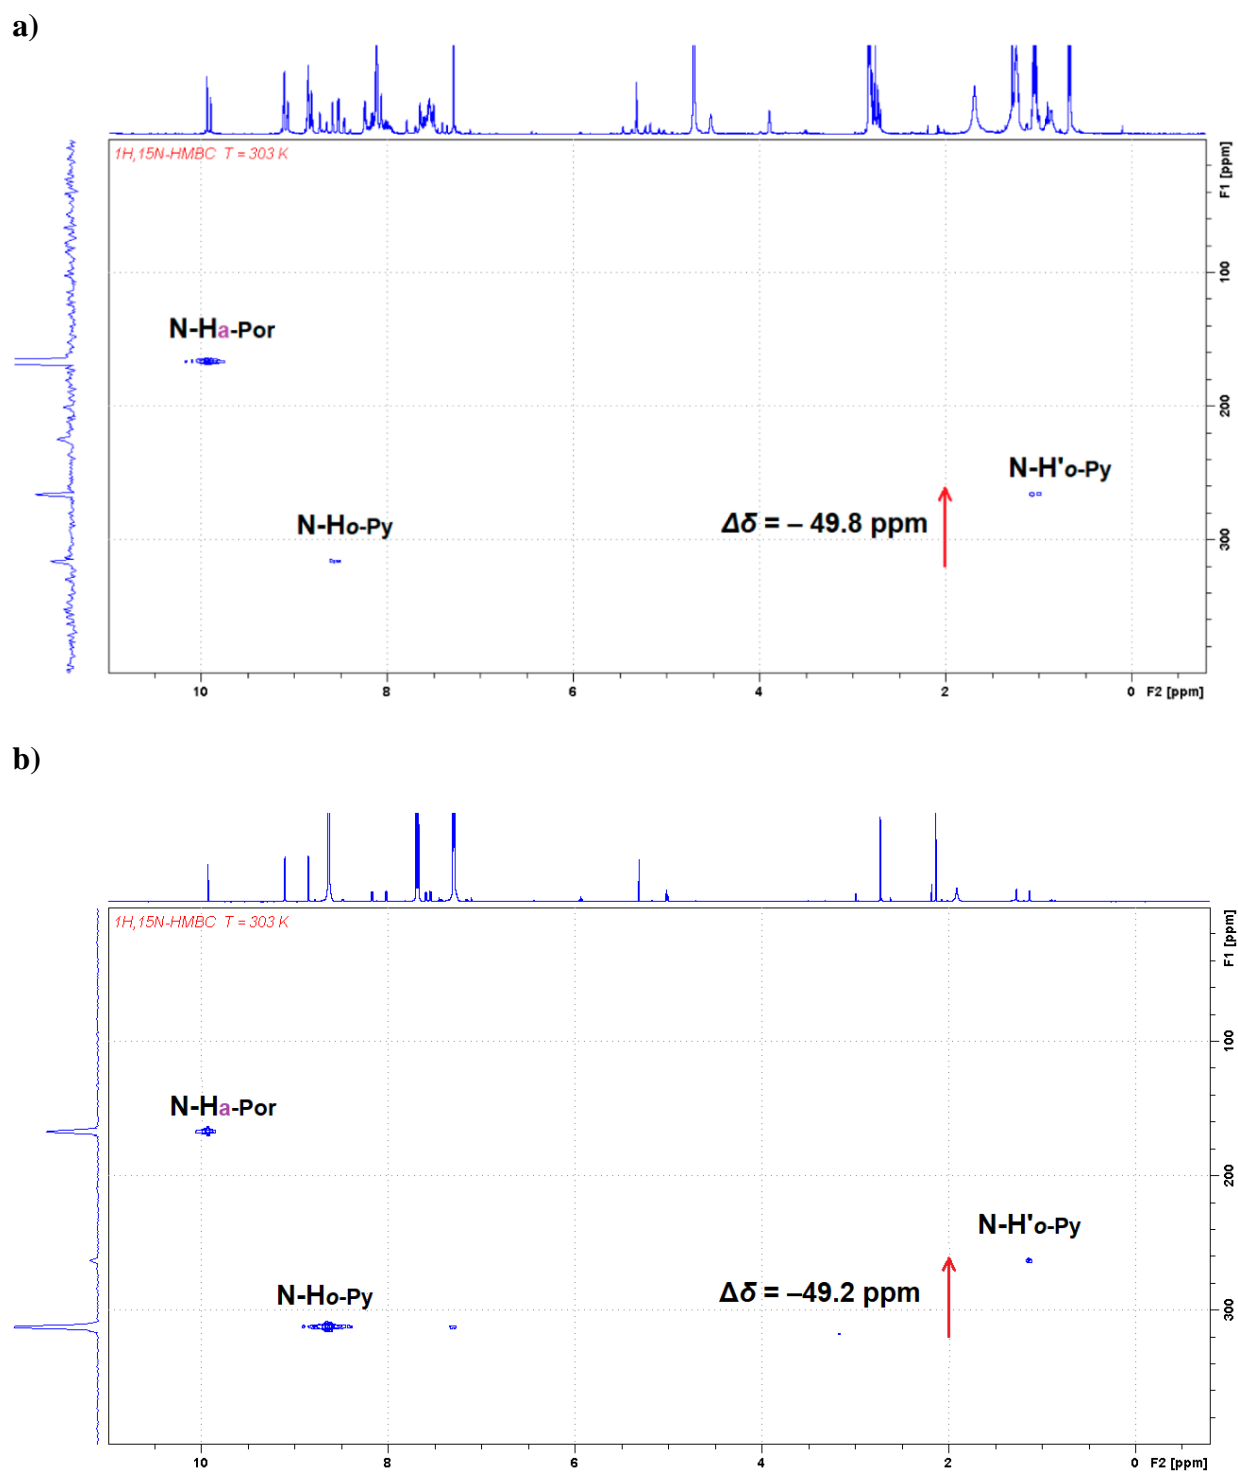 a)
1H,15N-HMBC T = 303 K
F1 [ppm]
100
N-Ha-Por
200
N-H'o-Py
Δδ = – 49.8 ppm
N-Ho-Py
300
10 8 6 4 2 0 F2 [ppm]
b)
1H,15N-HMBC T = 303 K
F1 [ppm]
100
N-Ha-Por
200
N-H'o-Py
Δδ = –49.2 ppm
N-Ho-Py
300
10 8 6 4 2 0 F2 [ppm]